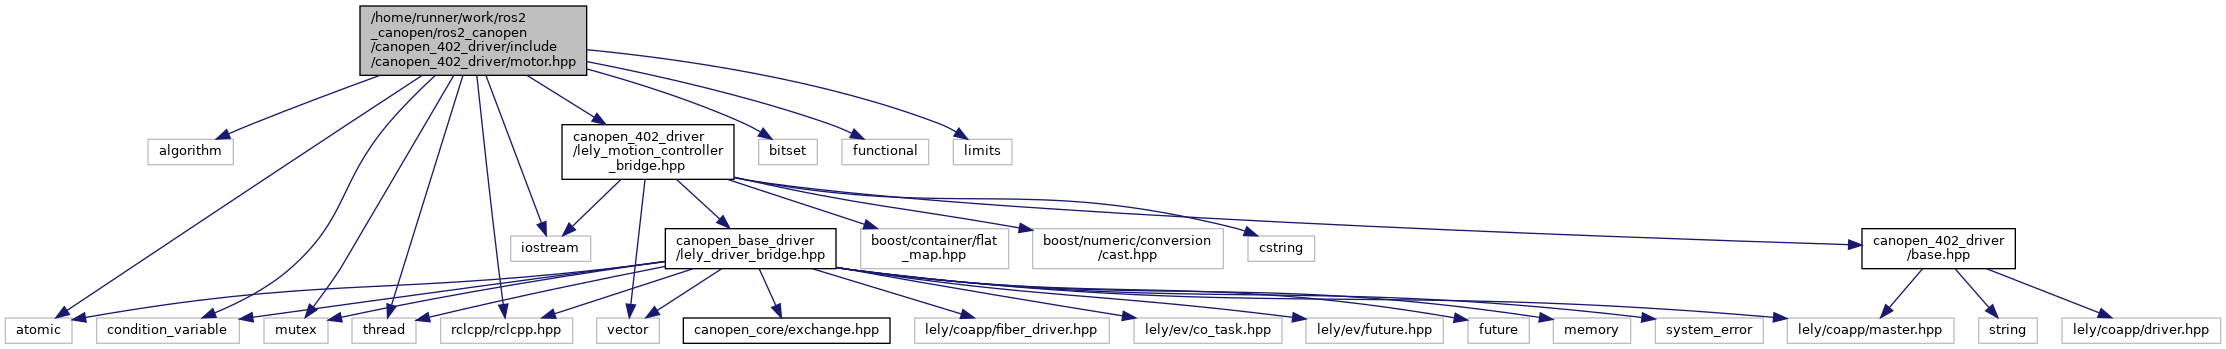 /home/runner/work/ros2
_canopen/ros2_canopen
/canopen_402_driver/include
/canopen_402_driver/motor.hpp
algorithm
canopen_402_driver
/lely_motion_controller
_bridge.hpp
bitset
functional
limits
iostream
canopen_base_driver
/lely_driver_bridge.hpp
boost/container/flat
_map.hpp
boost/numeric/conversion
/cast.hpp
cstring
canopen_402_driver
/base.hpp
atomic
condition_variable
mutex
thread
rclcpp/rclcpp.hpp
vector
canopen_core/exchange.hpp
lely/coapp/fiber_driver.hpp
lely/ev/co_task.hpp
lely/ev/future.hpp
future
memory
system_error
lely/coapp/master.hpp
string
lely/coapp/driver.hpp